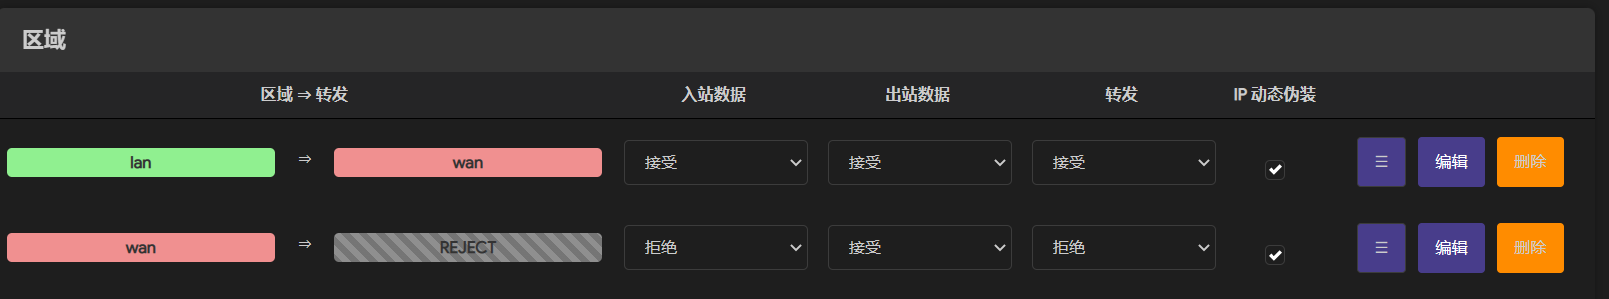 区域
区域 ⇒ 转发 入站数据 出站数据 转发 IP 动态伪装
lan ⇒ wan 接受 接受 接受 ☰ 编辑 删除
wan ⇒ REJECT 拒绝 接受 拒绝 ☰ 编辑 删除